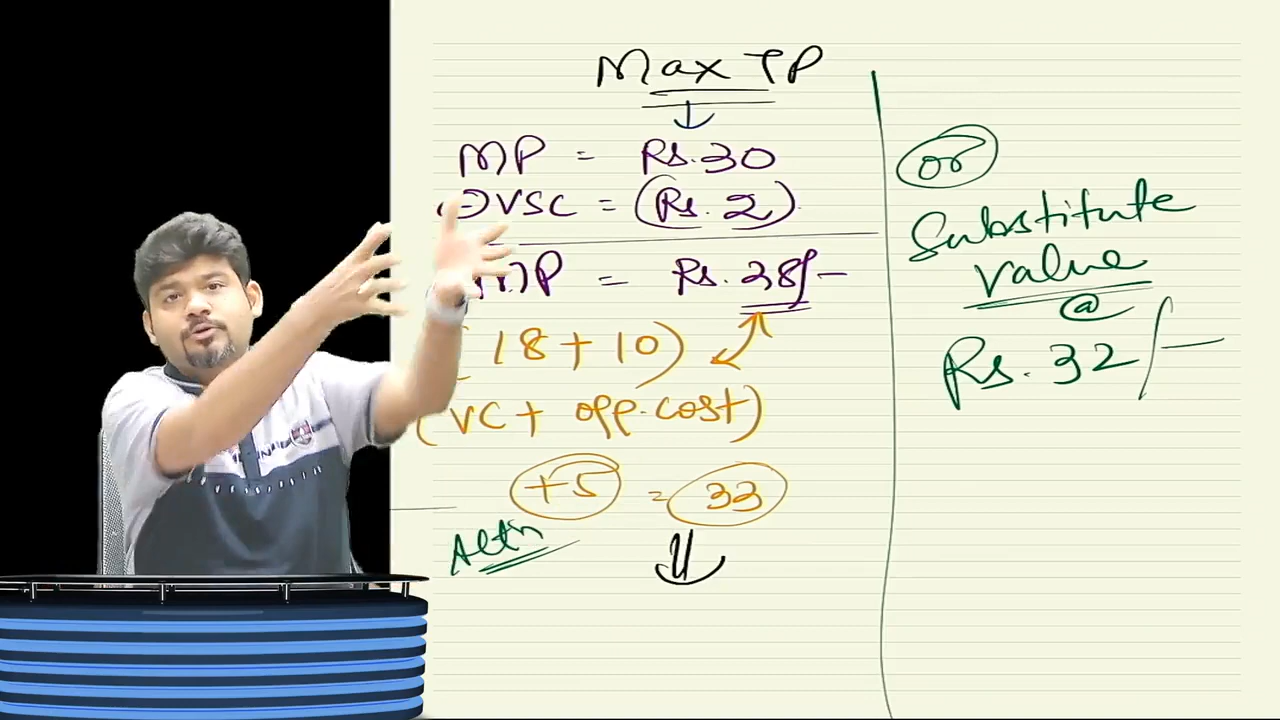 Max TP
MP = Rs. 30
(-) VSC = (Rs. 2)
MP = Rs. 28/-
( 18 + 10 )
(VC + opp. cost)
+5 = 33
Altn
or
Substitute
value
@
Rs. 32/-